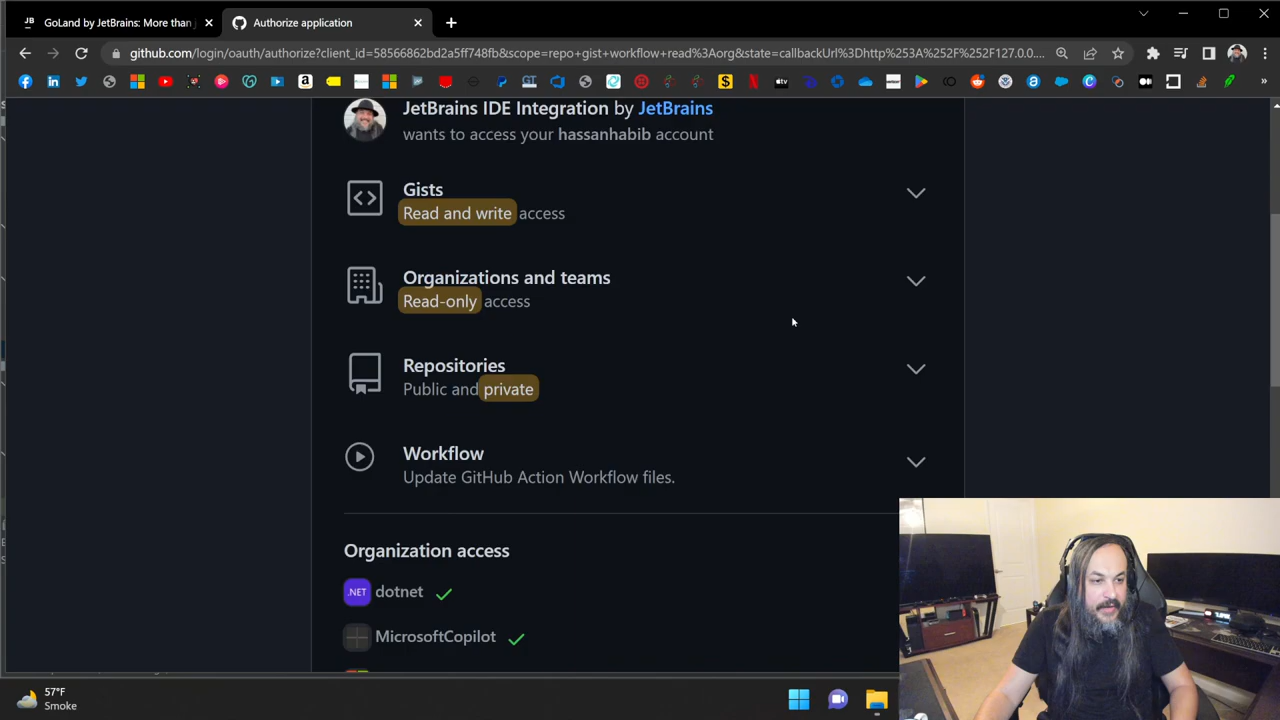 GoLand by JetBrains: More than
Authorize application
github.com/login/oauth/authorize?client_id=58566862bd2a5ff748fb&scope=repo+gist+workflow+read%3Aorg&state=callbackUrl%3Dhttp%253A%252F%252F127.0.0....
JetBrains IDE Integration by JetBrains
wants to access your hassanhabib account
Gists
Read and write access
Organizations and teams
Read-only access
Repositories
Public and private
Workflow
Update GitHub Action Workflow files.
Organization access
.NET dotnet
MicrosoftCopilot
57°F
Smoke